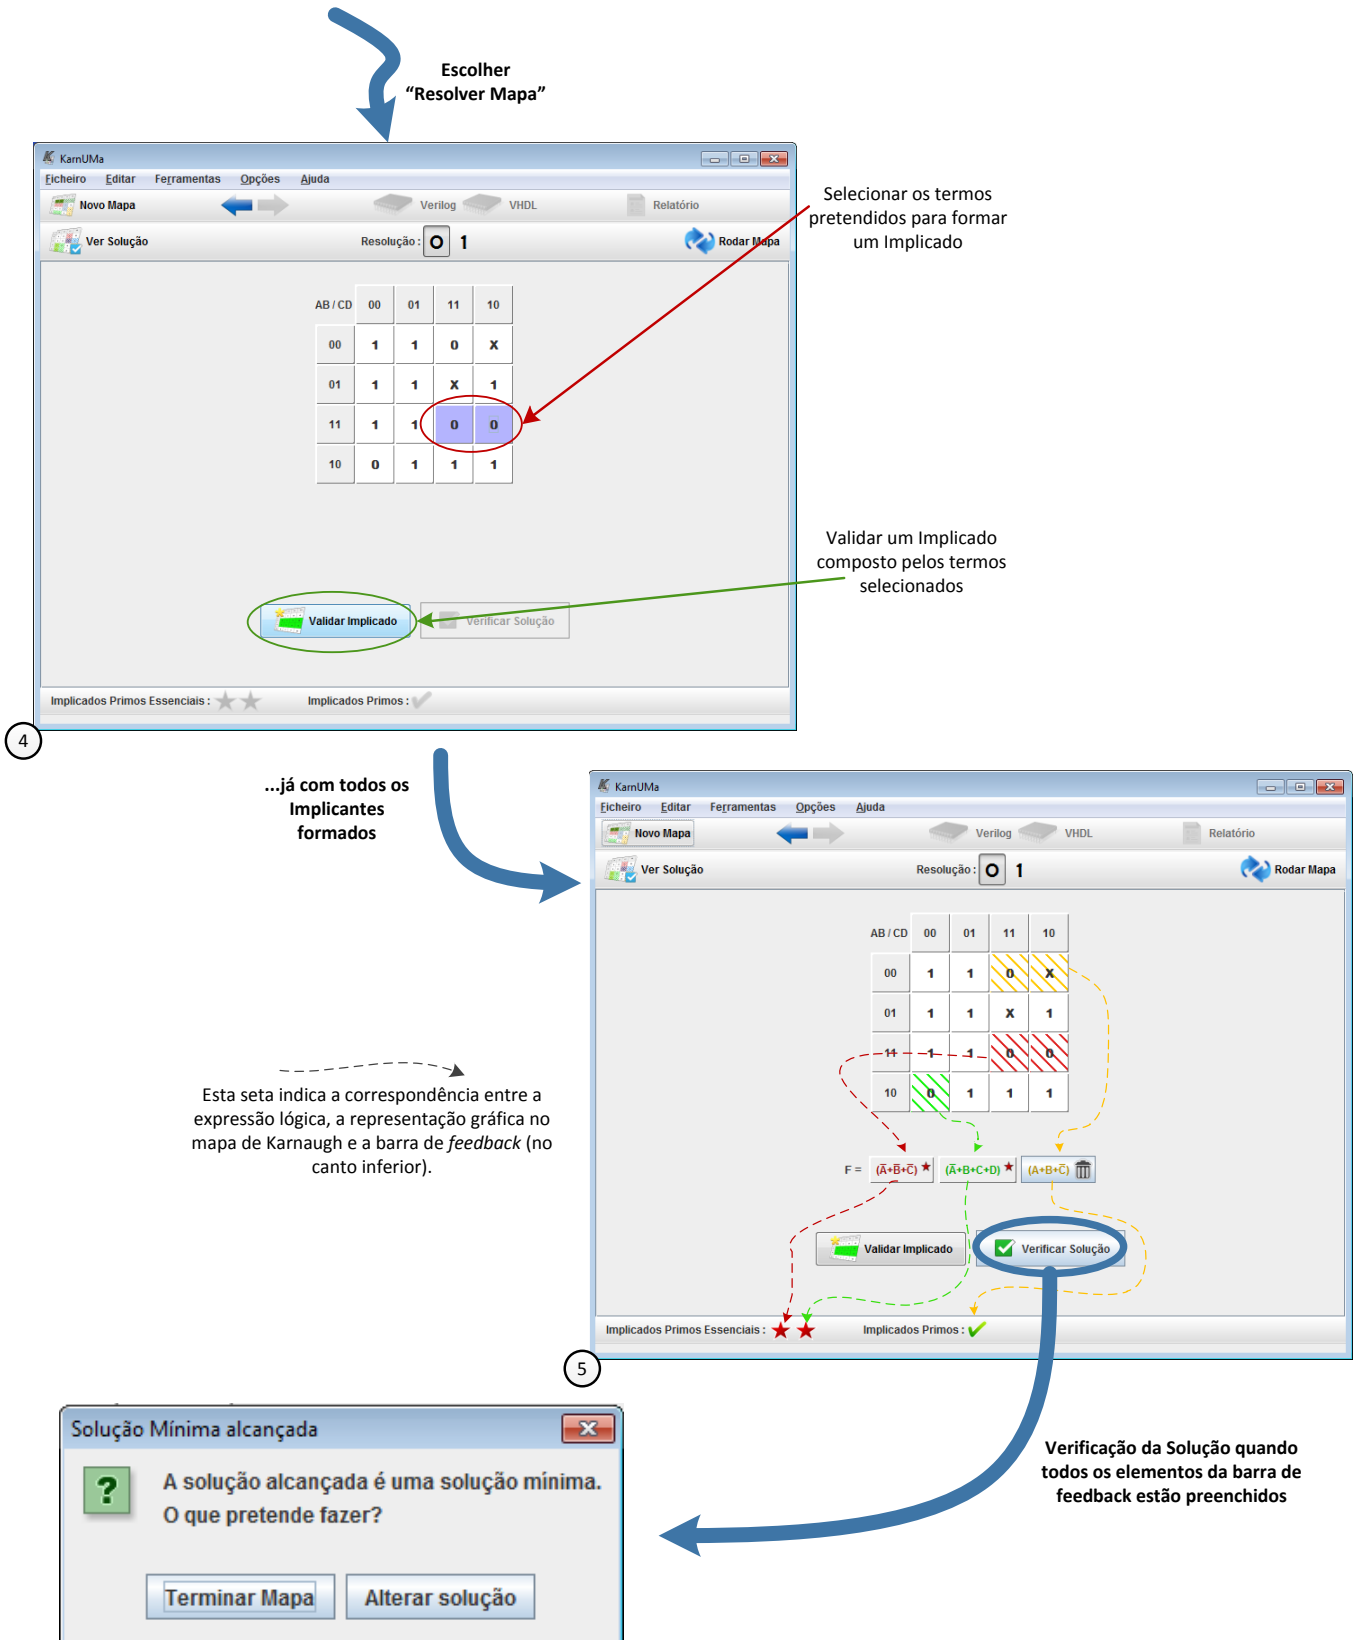 Escolher
“Resolver Mapa”
KarnUMa
Ficheiro Editar Ferramentas Opções Ajuda
Novo Mapa Verilog VHDL Relatório
Ver Solução Resolução : O 1 Rodar Mapa
Selecionar os termos
pretendidos para formar
um Implicado
AB / CD 00 01 11 10
00 1 1 0 X
01 1 1 X 1
11 1 1 0 0
10 0 1 1 1
Validar um Implicado
composto pelos termos
selecionados
Validar Implicado Verificar Solução
Implicados Primos Essenciais : Implicados Primos :
4
...já com todos os
Implicantes
formados
KarnUMa
Ficheiro Editar Ferramentas Opções Ajuda
Novo Mapa Verilog VHDL Relatório
Ver Solução Resolução : O 1 Rodar Mapa
AB / CD 00 01 11 10
00 1 1 0 X
01 1 1 X 1
11 1 1 0 0
10 0 1 1 1
Esta seta indica a correspondência entre a
expressão lógica, a representação gráfica no
mapa de Karnaugh e a barra de feedback (no
canto inferior).
F = (A̅+B̅+C̅) (A̅+B+C+D) (A+B+C̅)
Validar Implicado Verificar Solução
Implicados Primos Essenciais : Implicados Primos :
5
Solução Mínima alcançada
? A solução alcançada é uma solução mínima.
O que pretende fazer?
Terminar Mapa Alterar solução
Verificação da Solução quando
todos os elementos da barra de
feedback estão preenchidos